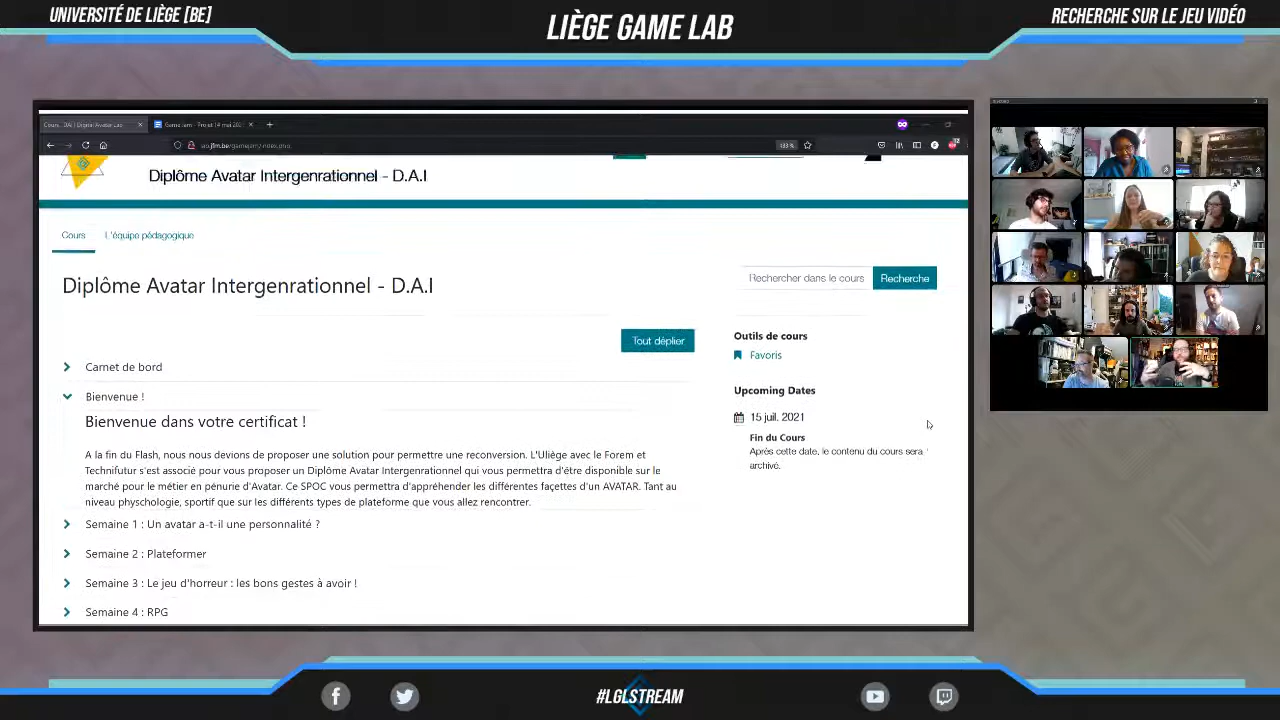 UNIVERSITÉ DE LIÈGE [BE]
LIÈGE GAME LAB
RECHERCHE SUR LE JEU VIDÉO
Diplôme Avatar Intergenrationnel - D.A.I
Cours
L'équipe pédagogique
Diplôme Avatar Intergenrationnel - D.A.I
Rechercher dans le cours
Recherche
Tout déplier
Outils de cours
Favoris
Carnet de bord
Upcoming Dates
Bienvenue !
15 juil. 2021
Bienvenue dans votre certificat !
Fin du Cours
Après cette date, le contenu du cours sera
archivé.
A la fin du Flash, nous nous devions de proposer une solution pour permettre une reconversion. L'Uliège avec le Forem et
Technifutur s'est associé pour vous proposer un Diplôme Avatar Intergenrationnel qui vous permettra d'être disponible sur le
marché pour le métier en pénurie d'Avatar. Ce SPOC vous permettra d'appréhender les différentes façettes d'un AVATAR. Tant au
niveau physchologie, sportif que sur les différents types de plateforme que vous allez rencontrer.
Semaine 1 : Un avatar a-t-il une personnalité ?
Semaine 2 : Plateformer
Semaine 3 : Le jeu d'horreur : les bons gestes à avoir !
Semaine 4 : RPG
#LGLSTREAM